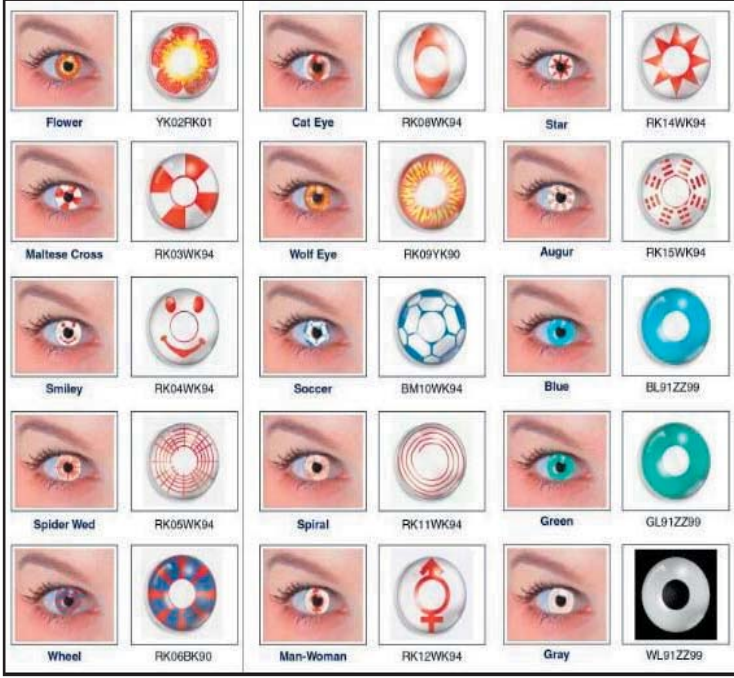 Flower YK02RK01 Cat Eye RK08WK94 Star RK14WK94
Maltese Cross RK03WK94 Wolf Eye RK09YK90 Augur RK15WK94
Smiley RK04WK94 Soccer BM10WK94 Blue BL91ZZ99
Spider Wed RK05WK94 Spiral RK11WK94 Green GL91ZZ99
Wheel RK06BK90 Man-Woman RK12WK94 Gray WL91ZZ99